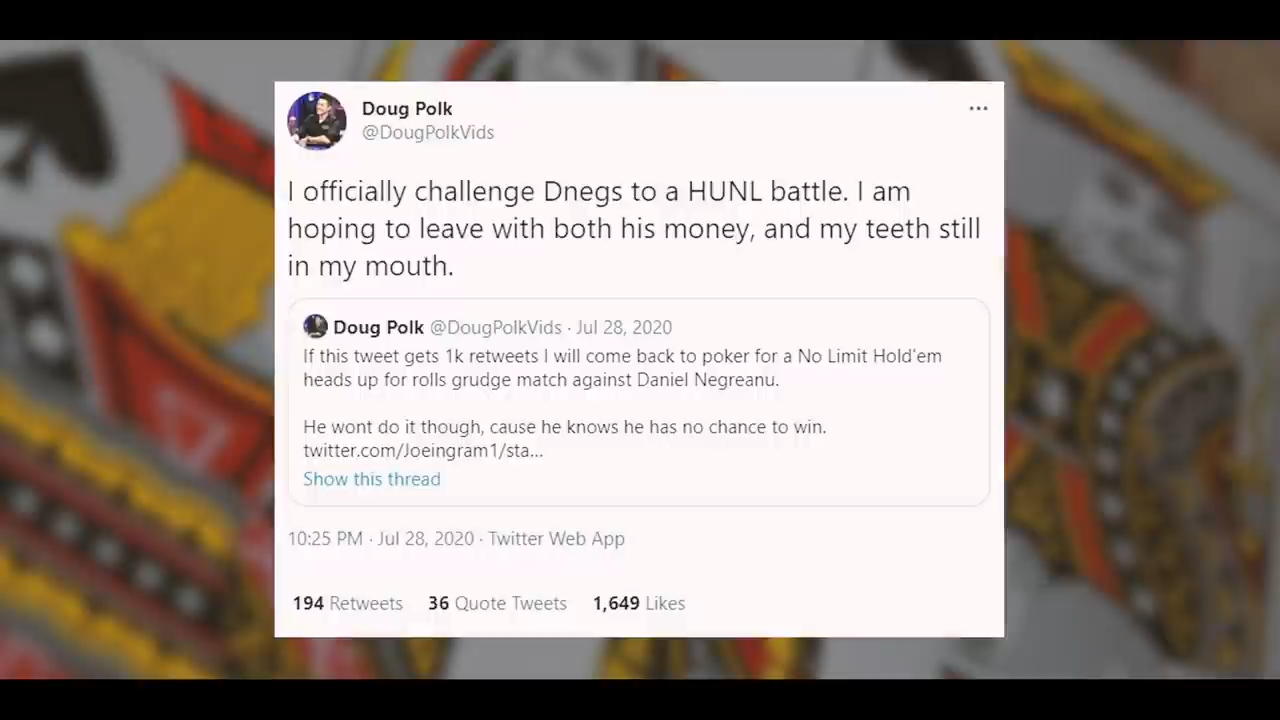 Doug Polk
@DougPolkVids
...
I officially challenge Dnegs to a HUNL battle. I am
hoping to leave with both his money, and my teeth still
in my mouth.
Doug Polk @DougPolkVids · Jul 28, 2020
If this tweet gets 1k retweets I will come back to poker for a No Limit Hold'em
heads up for rolls grudge match against Daniel Negreanu.
He wont do it though, cause he knows he has no chance to win.
twitter.com/Joeingram1/sta...
Show this thread
10:25 PM · Jul 28, 2020 · Twitter Web App
194 Retweets 36 Quote Tweets 1,649 Likes